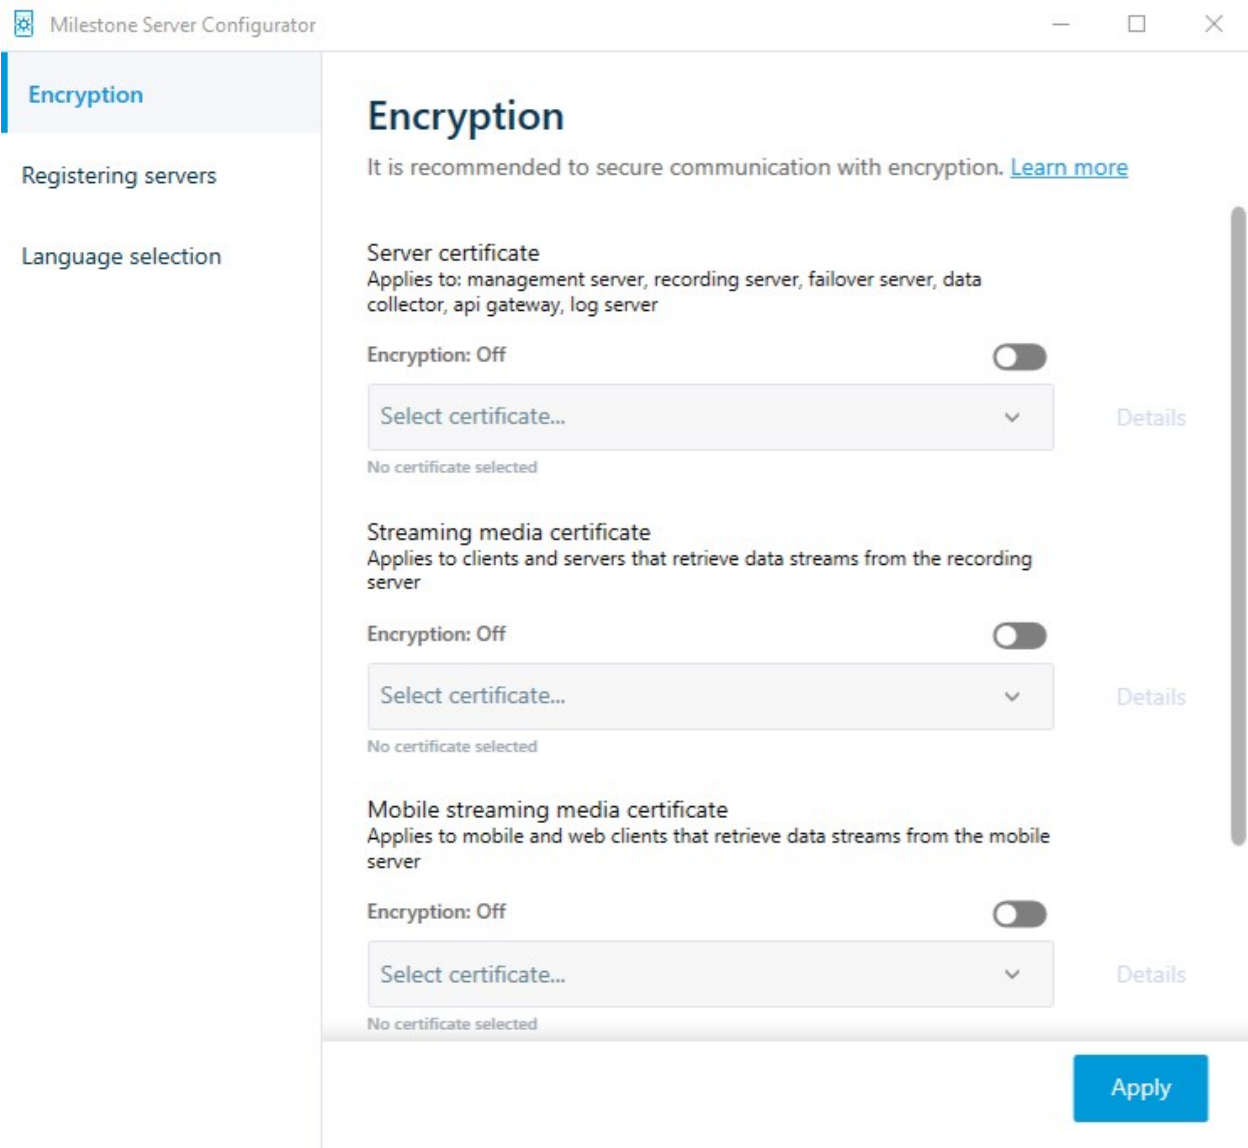 Milestone Server Configurator
Encryption
Registering servers
Language selection
Encryption
It is recommended to secure communication with encryption. Learn more
Server certificate
Applies to: management server, recording server, failover server, data
collector, api gateway, log server
Encryption: Off
Select certificate...
Details
No certificate selected
Streaming media certificate
Applies to clients and servers that retrieve data streams from the recording
server
Encryption: Off
Select certificate...
Details
No certificate selected
Mobile streaming media certificate
Applies to mobile and web clients that retrieve data streams from the mobile
server
Encryption: Off
Select certificate...
Details
No certificate selected
Apply